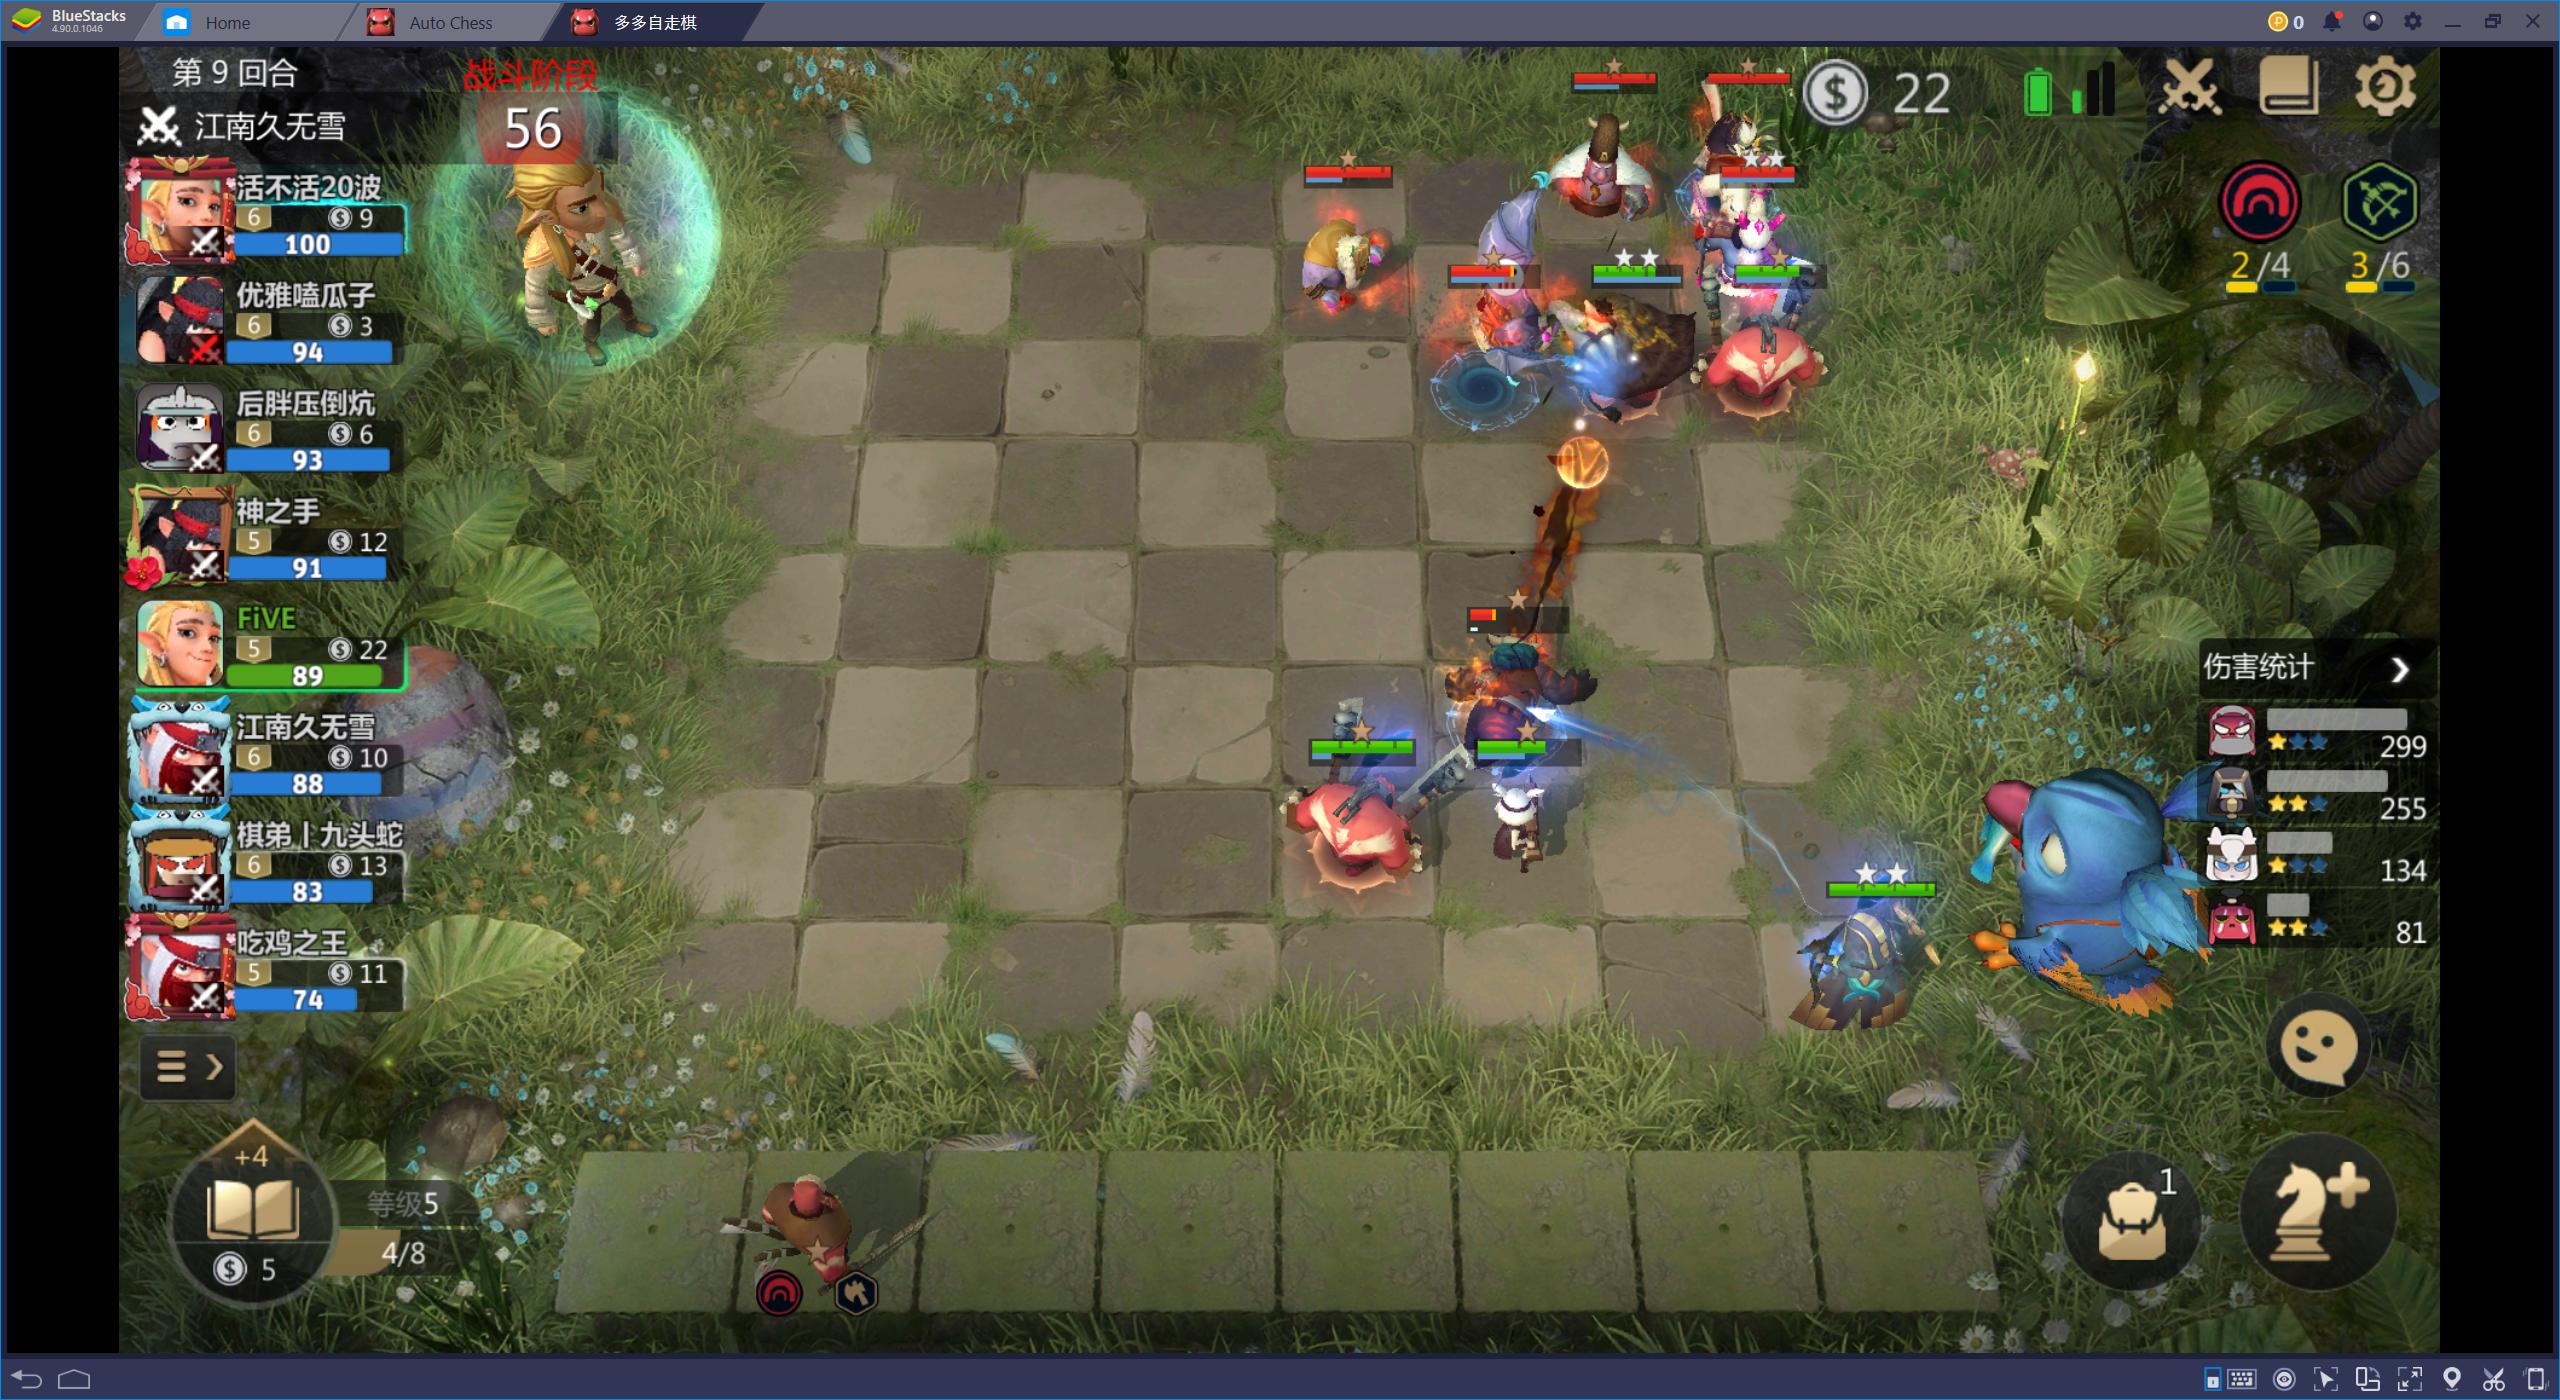 BlueStacks
4.90.0.1046
Home
Auto Chess
多多自走棋
0
第 9 回合
战斗阶段
江南久无雪
56
22
活不活20波
6
9
100
优雅嗑瓜子
6
3
94
后胖压倒炕
6
6
93
神之手
5
12
91
FiVE
5
22
89
江南久无雪
6
10
88
棋弟丨九头蛇
6
13
83
吃鸡之王
5
11
74
2/4
3/6
伤害统计
299
255
134
81
+4
5
等级5
4/8
1